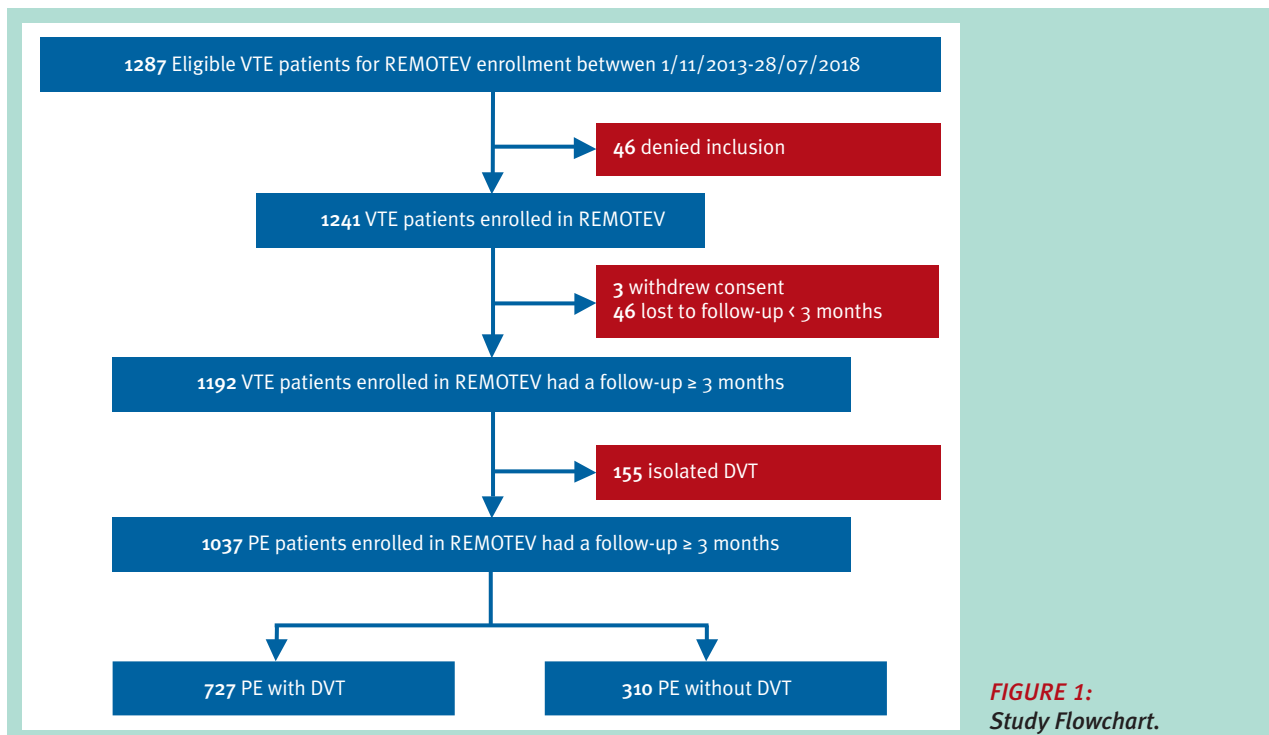 1287 Eligible VTE patients for REMOTEV enrollment betwwen 1/11/2013-28/07/2018
46 denied inclusion
1241 VTE patients enrolled in REMOTEV
3 withdrew consent
46 lost to follow-up < 3 months
1192 VTE patients enrolled in REMOTEV had a follow-up ≥ 3 months
155 isolated DVT
1037 PE patients enrolled in REMOTEV had a follow-up ≥ 3 months
727 PE with DVT
310 PE without DVT
FIGURE 1:
Study Flowchart.